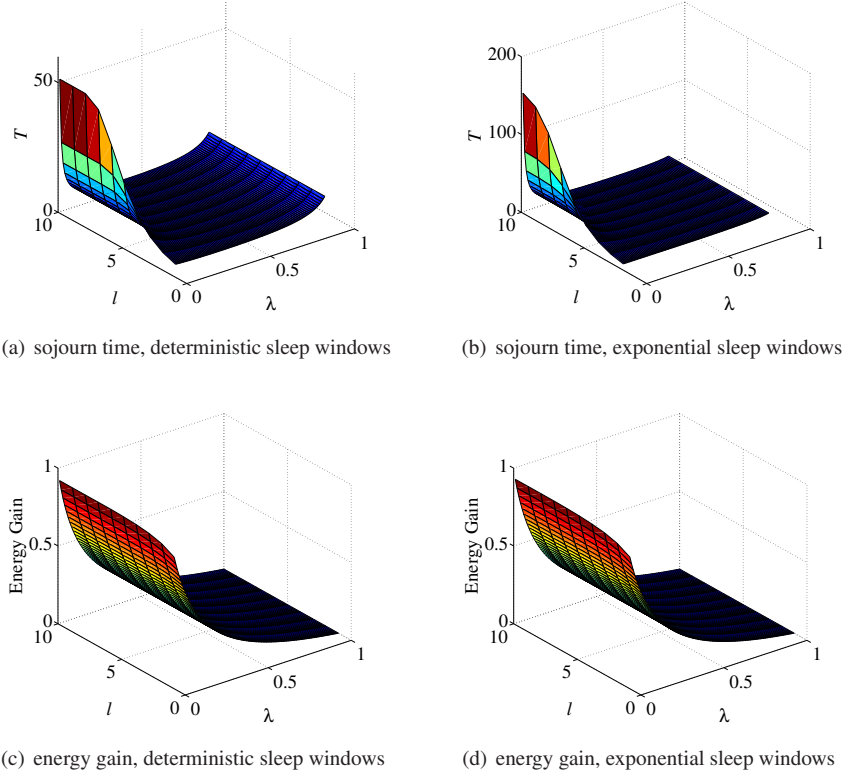 50
T
0
10
5
l
0
0
0.5
λ
1
(a) sojourn time, deterministic sleep windows
200
100
T
0
10
5
l
0
0
0.5
λ
1
(b) sojourn time, exponential sleep windows
1
0.5
Energy Gain
0
10
5
l
0
0
0.5
λ
1
(c) energy gain, deterministic sleep windows
1
0.5
Energy Gain
0
10
5
l
0
0
0.5
λ
1
(d) energy gain, exponential sleep windows